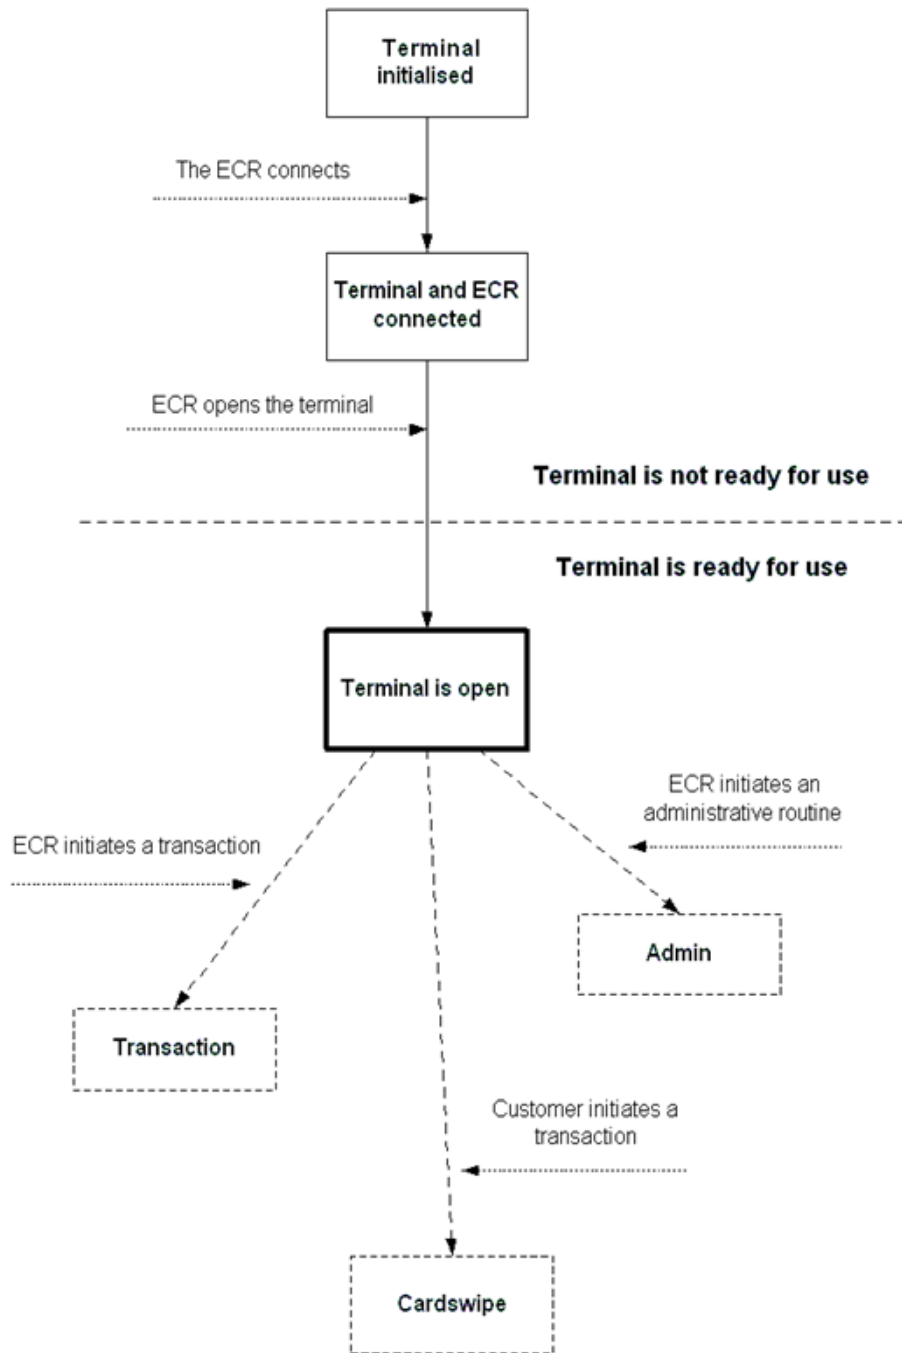 Terminal
initialised
The ECR connects
Terminal and ECR
connected
ECR opens the terminal
Terminal is not ready for use
Terminal is ready for use
Terminal is open
ECR initiates an
administrative routine
ECR initiates a transaction
Admin
Transaction
Customer initiates a
transaction
Cardswipe